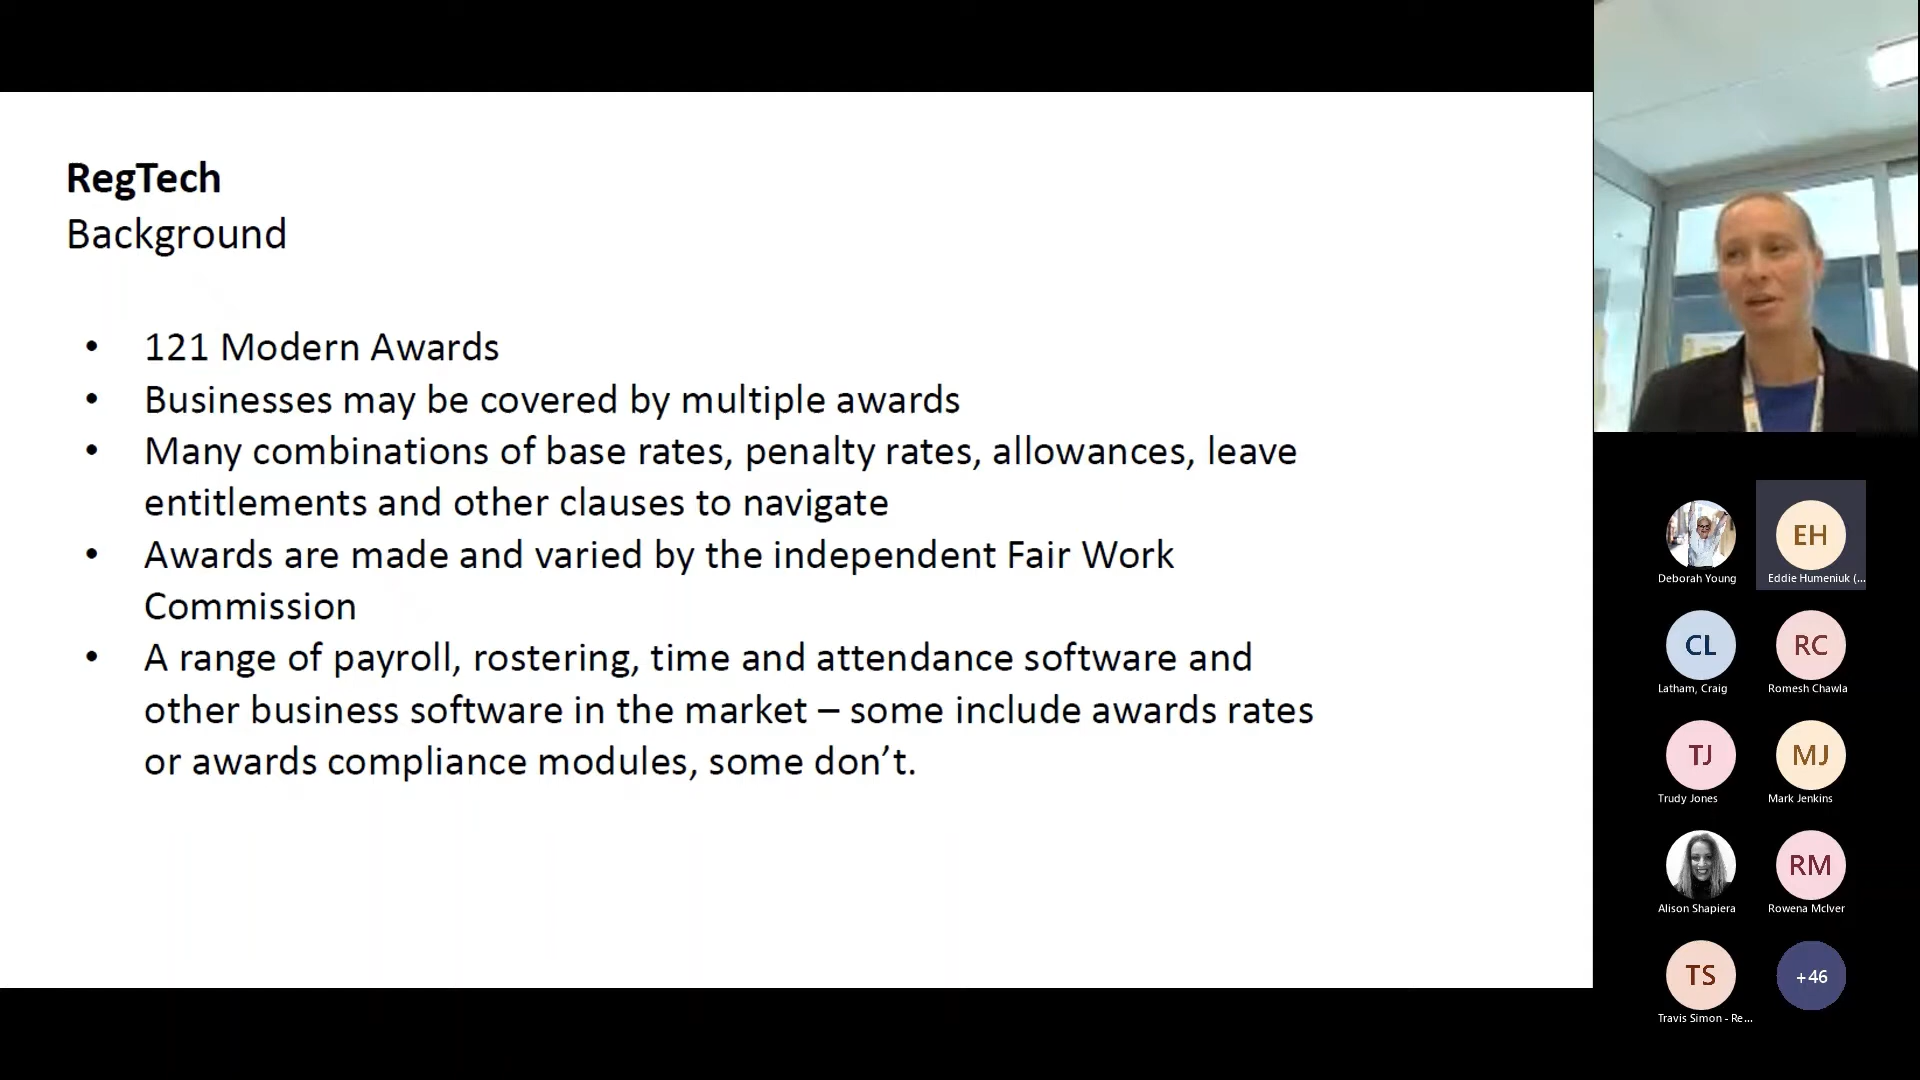 RegTech
Background
• 121 Modern Awards
• Businesses may be covered by multiple awards
• Many combinations of base rates, penalty rates, allowances, leave
entitlements and other clauses to navigate
• Awards are made and varied by the independent Fair Work
Commission
• A range of payroll, rostering, time and attendance software and
other business software in the market – some include awards rates
or awards compliance modules, some don’t.
Deborah Young
EH
Eddie Humeniuk (...
CL
Latham, Craig
RC
Romesh Chawla
TJ
Trudy Jones
MJ
Mark Jenkins
Alison Shapiera
RM
Rowena McIver
TS
Travis Simon - Re...
+46